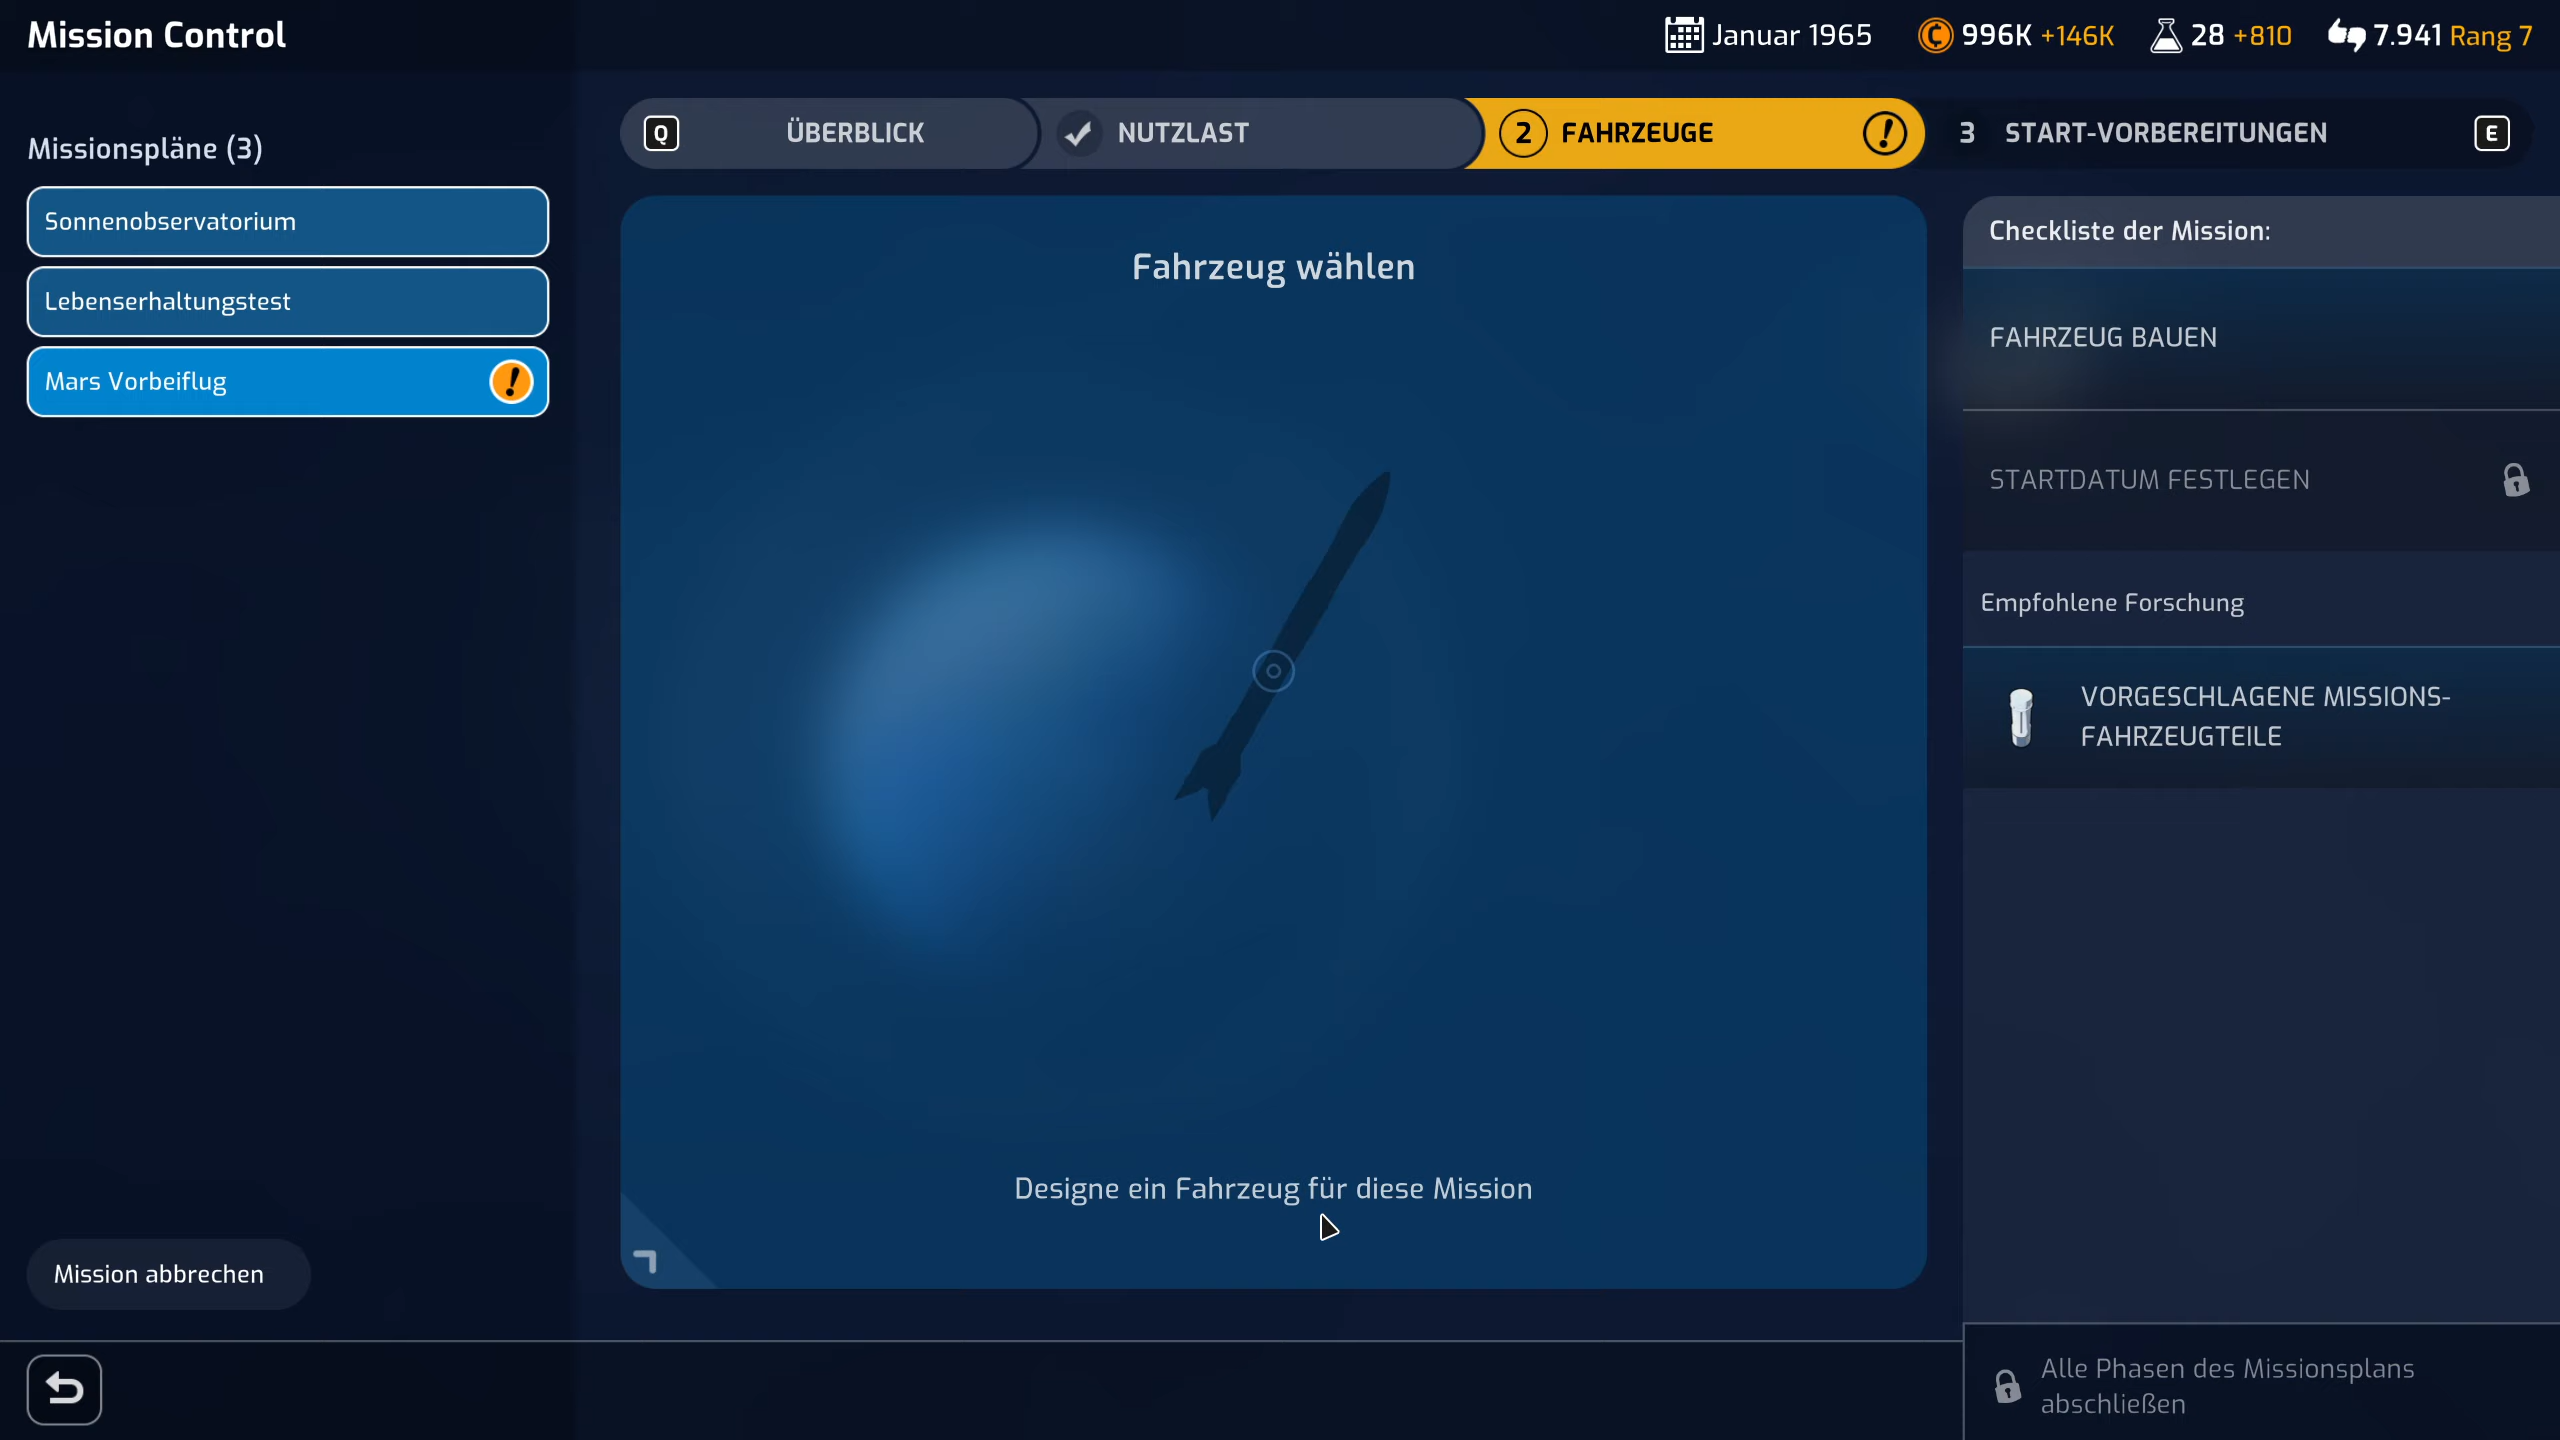 Mission Control
Januar 1965
996K +146K
28 +810
7.941 Rang 7
Missionspläne (3)
Sonnenobservatorium
Lebenserhaltungstest
Mars Vorbeiflug
Mission abbrechen
Q ÜBERBLICK
NUTZLAST
2 FAHRZEUGE
3 START-VORBEREITUNGEN E
Fahrzeug wählen
Designe ein Fahrzeug für diese Mission
Checkliste der Mission:
FAHRZEUG BAUEN
STARTDATUM FESTLEGEN
Empfohlene Forschung
VORGESCHLAGENE MISSIONS-
FAHRZEUGTEILE
Alle Phasen des Missionsplans
abschließen